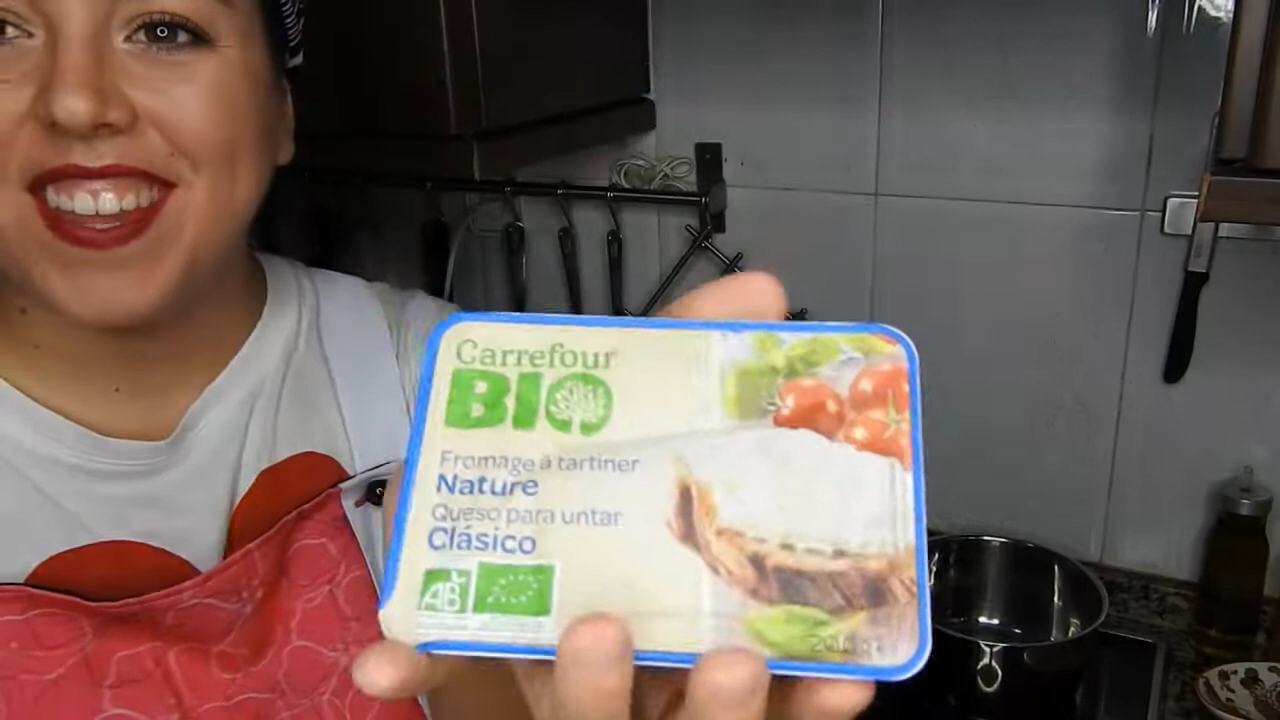 Carrefour
BIO
Fromage à tartiner
Nature
Queso para untar
Clásico
AB